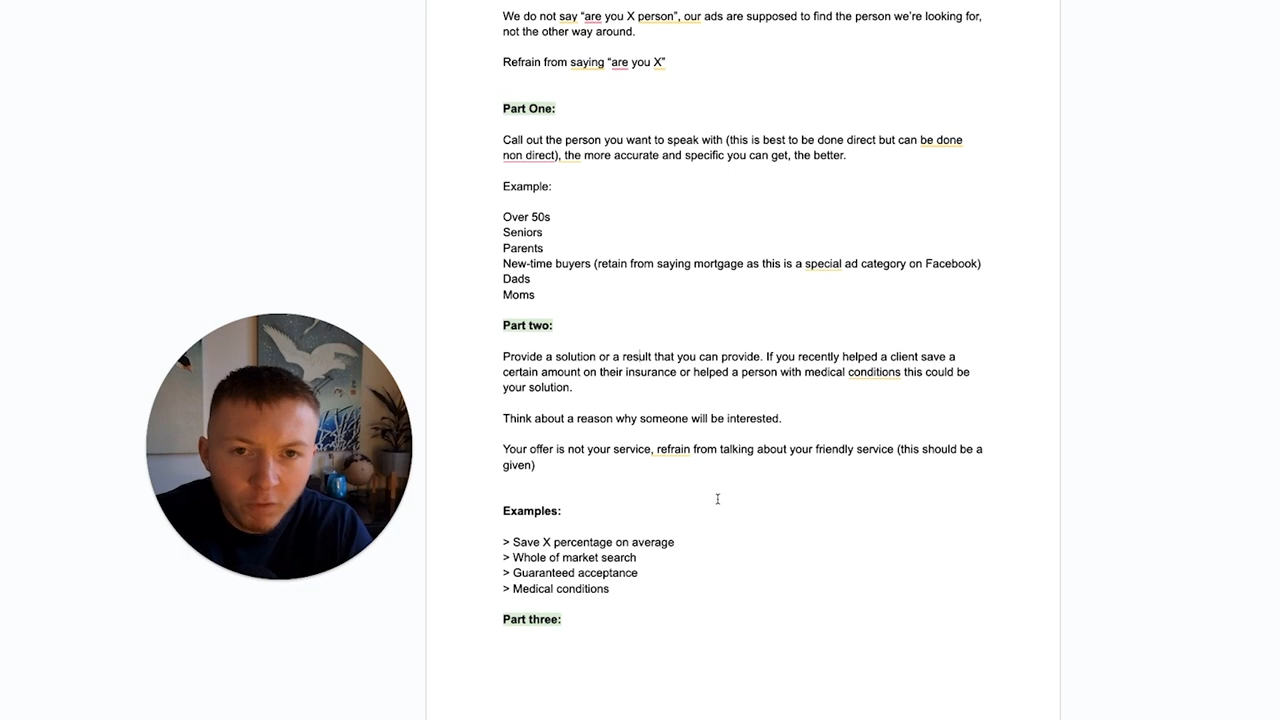 We do not say “are you X person”, our ads are supposed to find the person we’re looking for,
not the other way around.
Refrain from saying “are you X”
Part One:
Call out the person you want to speak with (this is best to be done direct but can be done
non direct), the more accurate and specific you can get, the better.
Example:
Over 50s
Seniors
Parents
New-time buyers (retain from saying mortgage as this is a special ad category on Facebook)
Dads
Moms
Part two:
Provide a solution or a result that you can provide. If you recently helped a client save a
certain amount on their insurance or helped a person with medical conditions this could be
your solution.
Think about a reason why someone will be interested.
Your offer is not your service, refrain from talking about your friendly service (this should be a
given)
Examples:
> Save X percentage on average
> Whole of market search
> Guaranteed acceptance
> Medical conditions
Part three: